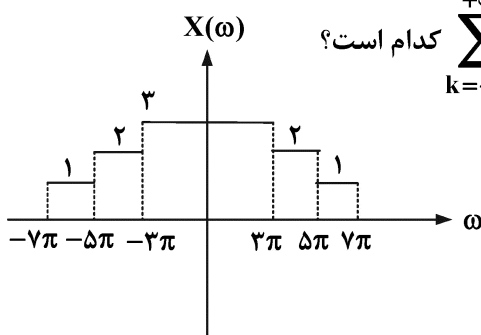 کدام است؟ ∑
k=-
X(ω)
۳
۲ ۲
۱ ۱
-۷π -۵π -۳π ۳π ۵π ۷π ω